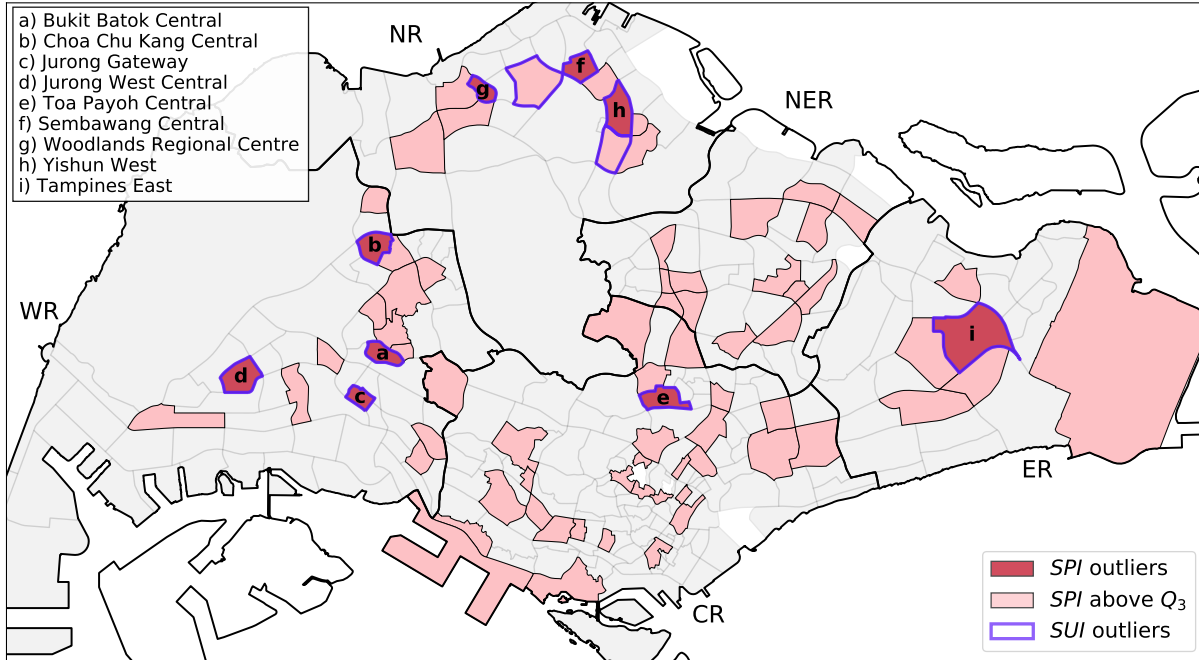 a) Bukit Batok Central
b) Choa Chu Kang Central
c) Jurong Gateway
d) Jurong West Central
e) Toa Payoh Central
f) Sembawang Central
g) Woodlands Regional Centre
h) Yishun West
i) Tampines East
NR
NER
WR
ER
CR
f
g
h
b
i
a
d
c
e
SPI outliers
SPI above Q₃
SUI outliers